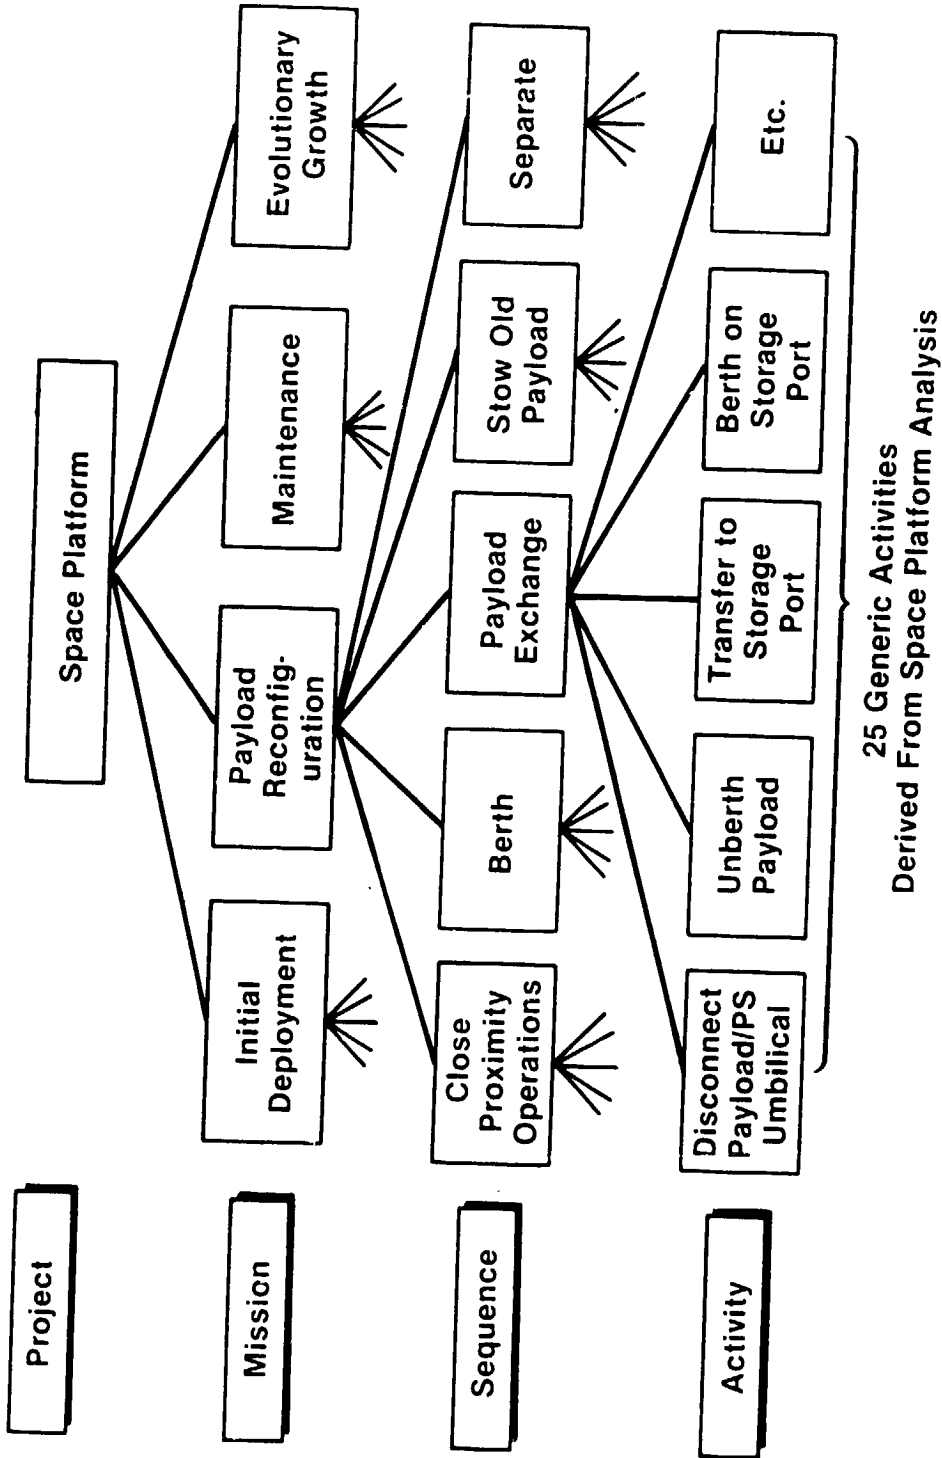 Project
Space Platform
Mission
Initial
Deployment
Payload
Reconfig-
uration
Maintenance
Evolutionary
Growth
Sequence
Close
Proximity
Operations
Berth
Payload
Exchange
Stow Old
Payload
Separate
Activity
Disconnect
Payload/PS
Umbilical
Unberth
Payload
Transfer to
Storage
Port
Berth on
Storage
Port
Etc.
25 Generic Activities
Derived From Space Platform Analysis